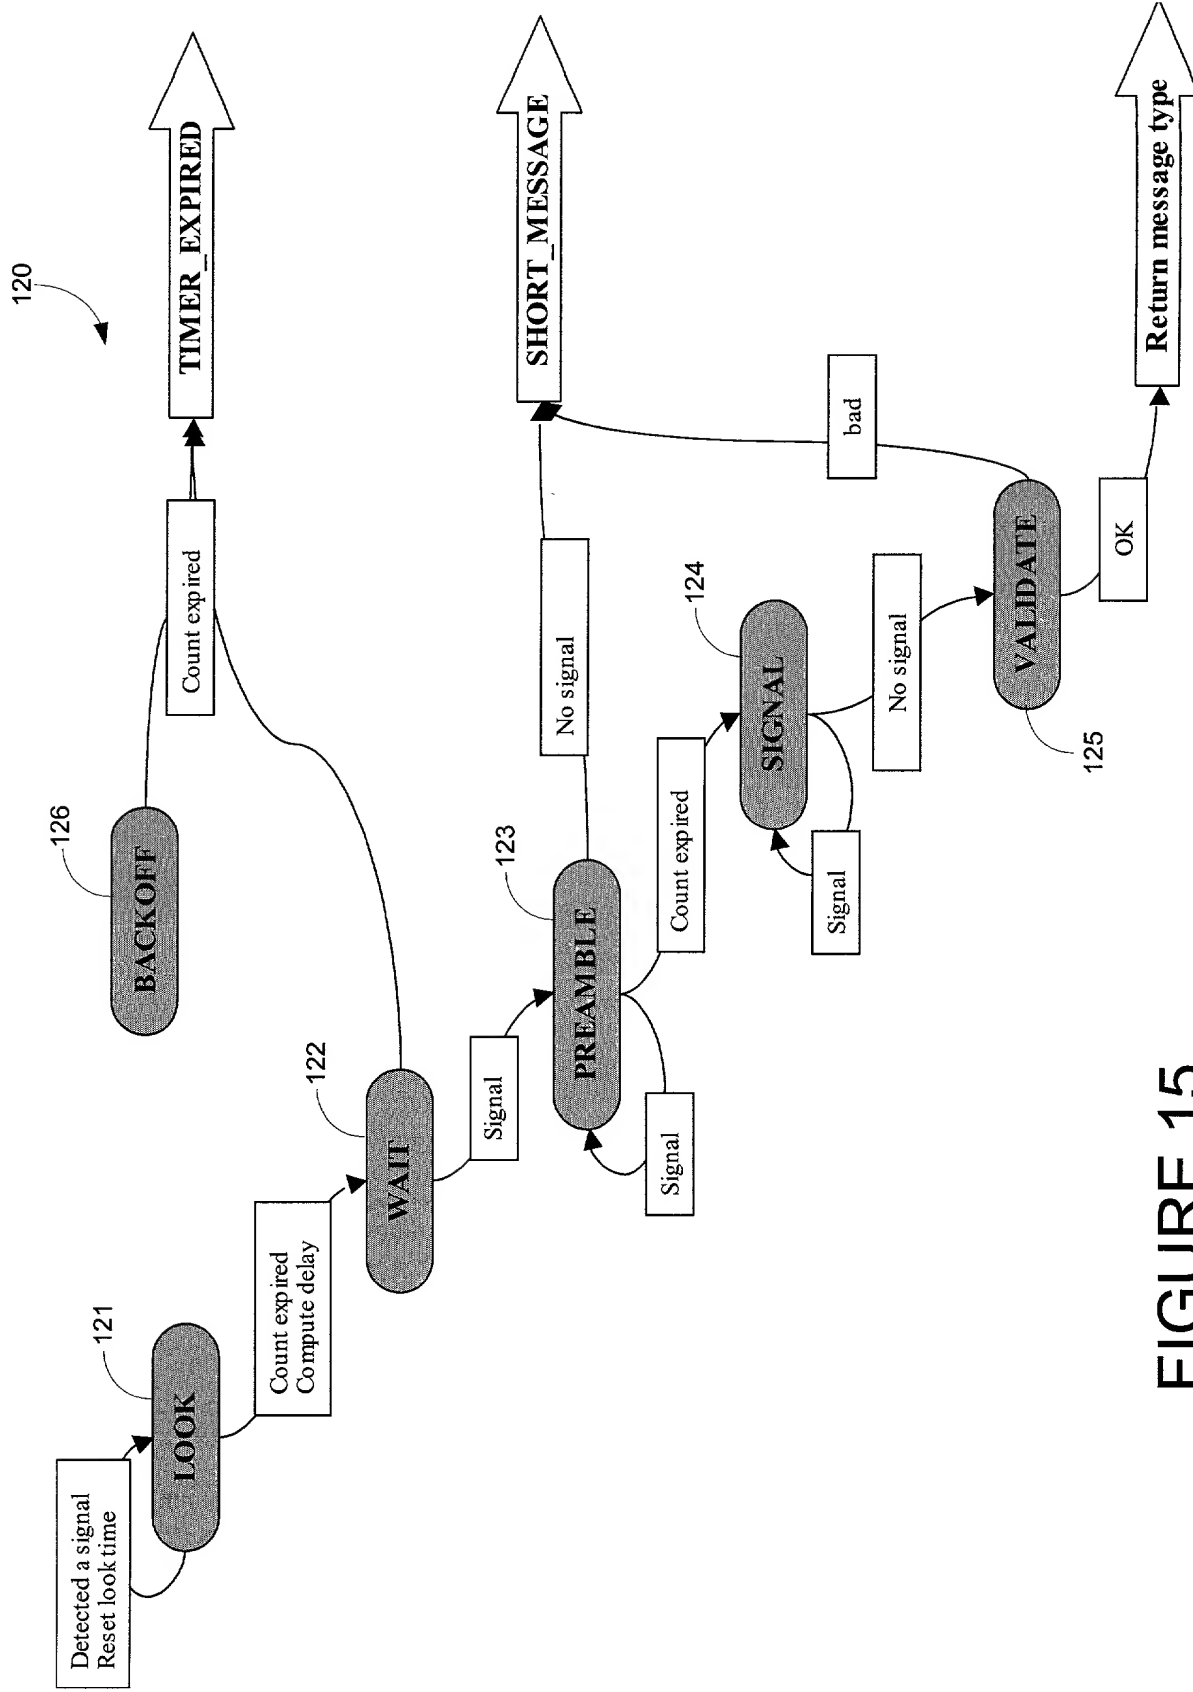 120
Detected a signal
Reset look time
121
LOOK
Count expired
Compute delay
122
WAIT
126
BACKOFF
Count expired
TIMER_EXPIRED
Signal
123
PREAMBLE
Signal
No signal
SHORT_MESSAGE
Count expired
124
SIGNAL
Signal
No signal
bad
125
VALIDATE
OK
Return message type
FIGURE 15